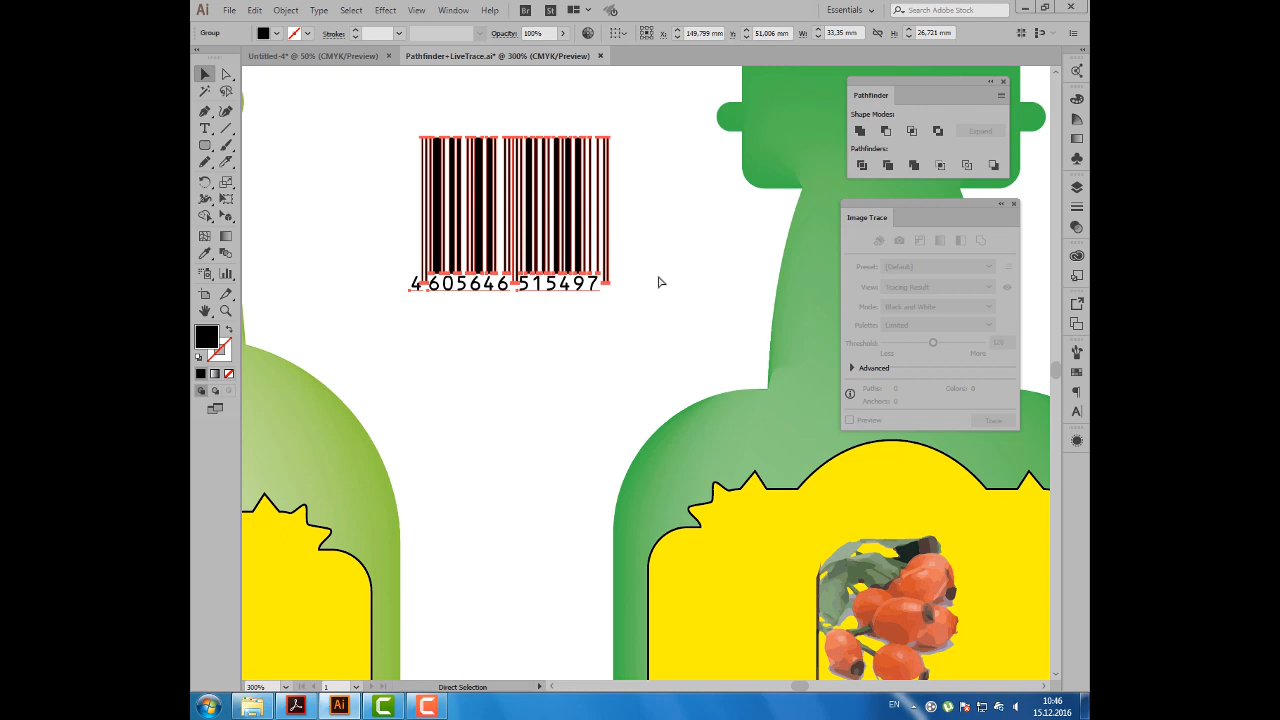 Ai File Edit Object Type Select Effect View Window Help Br St Essentials Search Adobe Stock
Group Strokes: Opacity: 100% X: 149,799 mm Y: 51,006 mm W: 33,35 mm H: 26,721 mm
Untitled-4* @ 50% (CMYK/Preview) × Pathfinder+LiveTrace.ai* @ 300% (CMYK/Preview) ×
Pathfinder
Shape Modes:
Expand
Pathfinders:
4 605646 515497
Image Trace
Preset: [Default]
View: Tracing Result
Mode: Black and White
Palette: Limited
Threshold:
Less More
Advanced
Paths: 0 Colors: 0
Anchors: 0
Preview Trace
300% 1 Direct Selection
Ai EN 10:46
15.12.2016